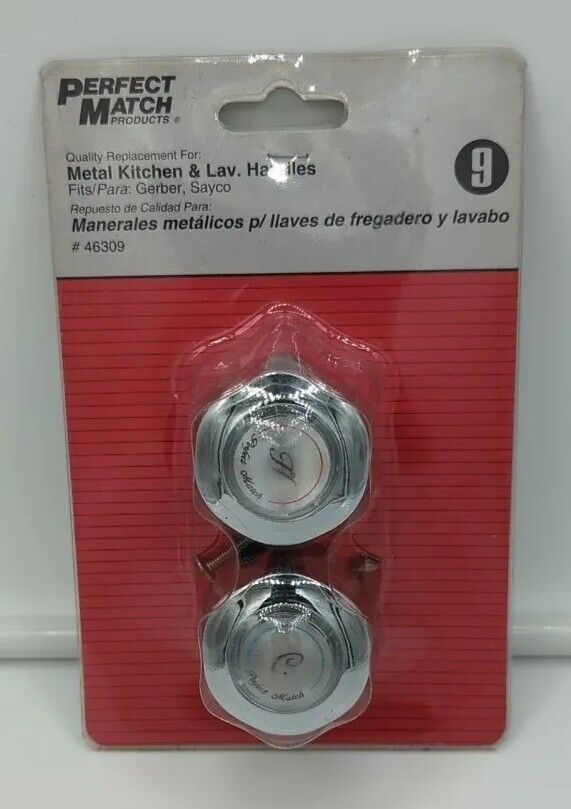 PERFECT
MATCH
PRODUCTS ®
9
Quality Replacement For:
Metal Kitchen & Lav. Handles
Fits/Para: Gerber, Sayco
Repuesto de Calidad Para:
Manerales metálicos p/ llaves de fregadero y lavabo
# 46309
H
Perfect Match
C
Perfect Match